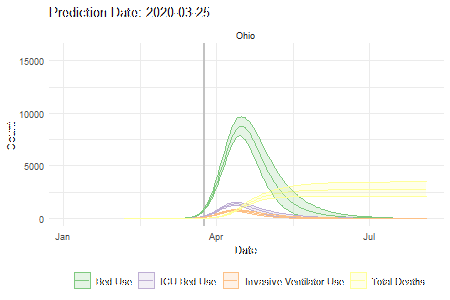 Prediction Date: 2020-03-25
Ohio
15000
10000
5000
0
Count
Jan
Apr
Jul
Date
Bed Use
ICU Bed Use
Invasive Ventilator Use
Total Deaths